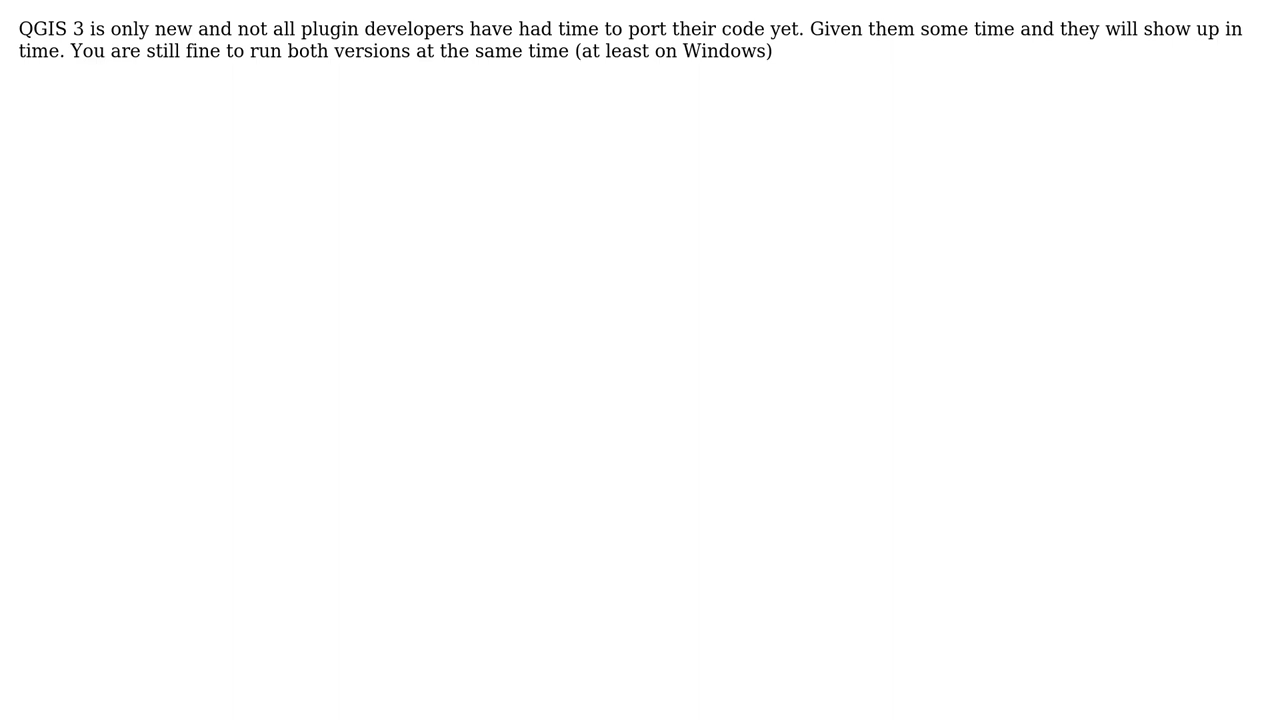 QGIS 3 is only new and not all plugin developers have had time to port their code yet. Given them some time and they will show up in
time. You are still fine to run both versions at the same time (at least on Windows)